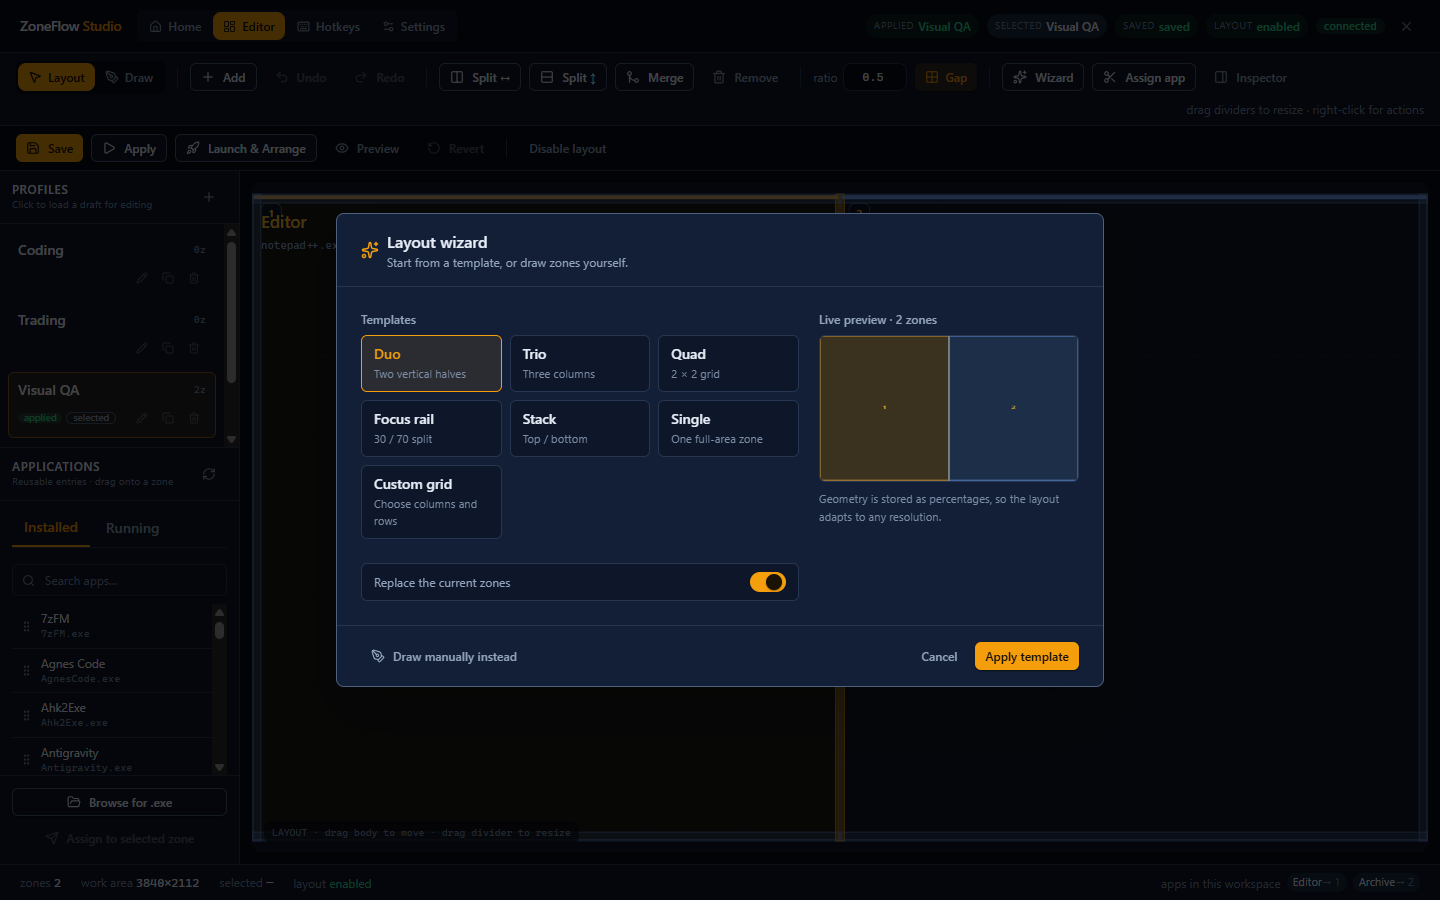 ZoneFlow Studio
Home
Editor
Hotkeys
Settings
APPLIED Visual QA
SELECTED Visual QA
SAVED saved
LAYOUT enabled
connected
Layout
Draw
Add
Undo
Redo
Split ↔
Split ↕
Merge
Remove
ratio 0.5
Gap
Wizard
Assign app
Inspector
drag dividers to resize · right-click for actions
Save
Apply
Launch & Arrange
Preview
Revert
Disable layout
PROFILES
Click to load a draft for editing
Coding 0z
Trading 0z
Visual QA 2z
applied selected
APPLICATIONS
Reusable entries · drag onto a zone
Installed
Running
Search apps...
7zFM
7zFM.exe
Agnes Code
AgnesCode.exe
Ahk2Exe
Ahk2Exe.exe
Antigravity
Antigravity.exe
Browse for .exe
Assign to selected zone
1
Editor
notepad++.ex
2
LAYOUT · drag body to move · drag divider to resize
Layout wizard
Start from a template, or draw zones yourself.
Templates
Duo
Two vertical halves
Trio
Three columns
Quad
2 × 2 grid
Focus rail
30 / 70 split
Stack
Top / bottom
Single
One full-area zone
Custom grid
Choose columns and
rows
Replace the current zones
Live preview · 2 zones
1
2
Geometry is stored as percentages, so the layout
adapts to any resolution.
Draw manually instead
Cancel
Apply template
zones 2
work area 3840×2112
selected —
layout enabled
apps in this workspace
Editor→ 1
Archive→ 2